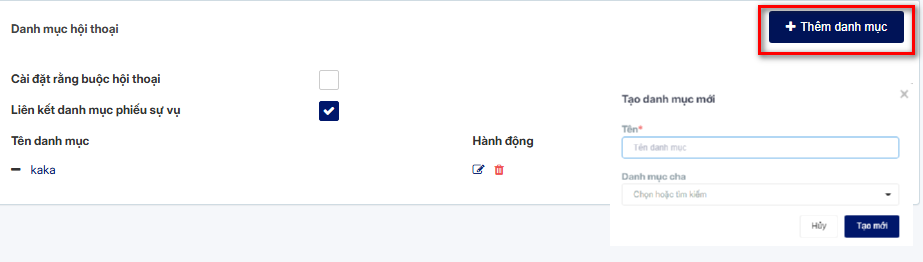 Danh mục hội thoại
+ Thêm danh mục
Cài đặt rằng buộc hội thoại
Liên kết danh mục phiếu sự vụ
Tên danh mục
Hành động
kaka
Tạo danh mục mới
Tên*
Tên danh mục
Danh mục cha
Chọn hoặc tìm kiếm
Hủy
Tạo mới